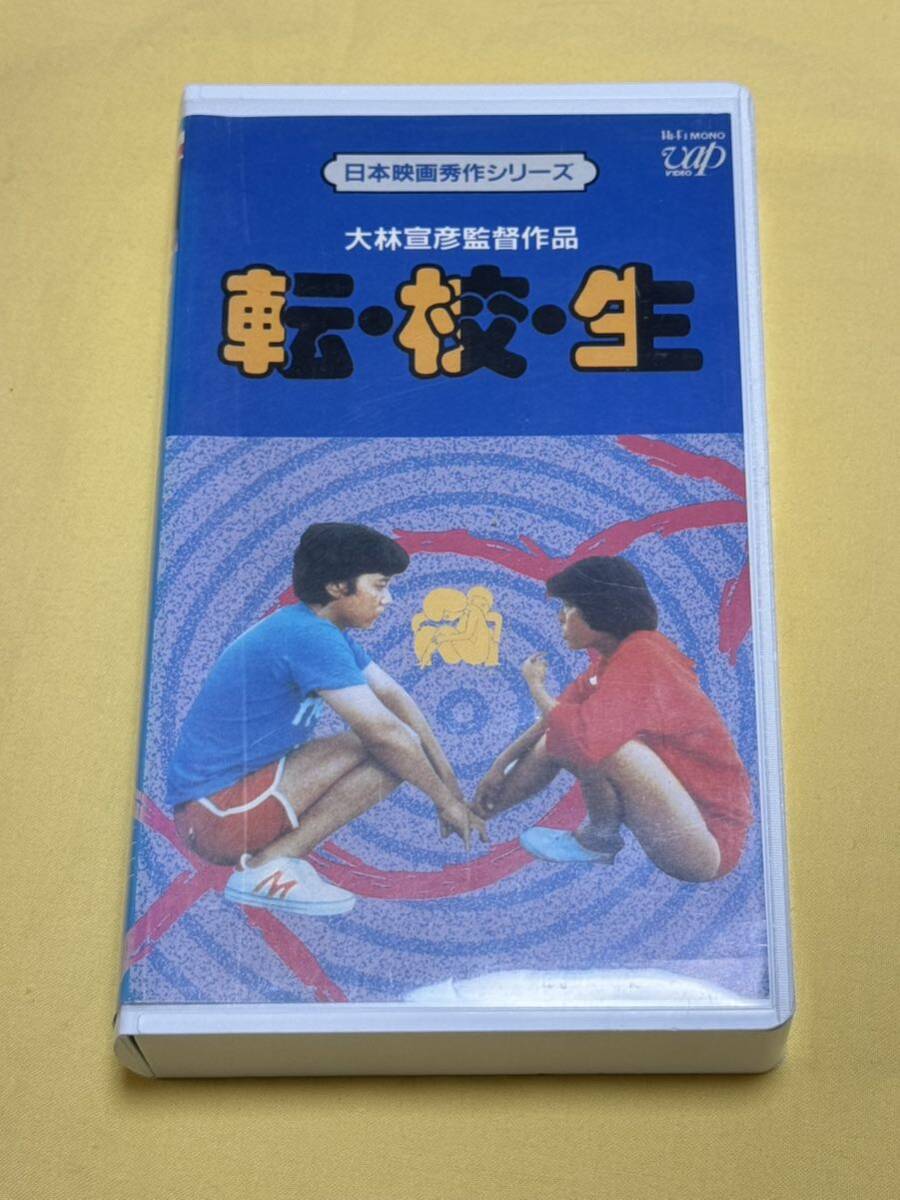 Hi-Fi MONO
vap
VIDEO
日本映画秀作シリーズ
大林宣彦監督作品
転・校・生
M